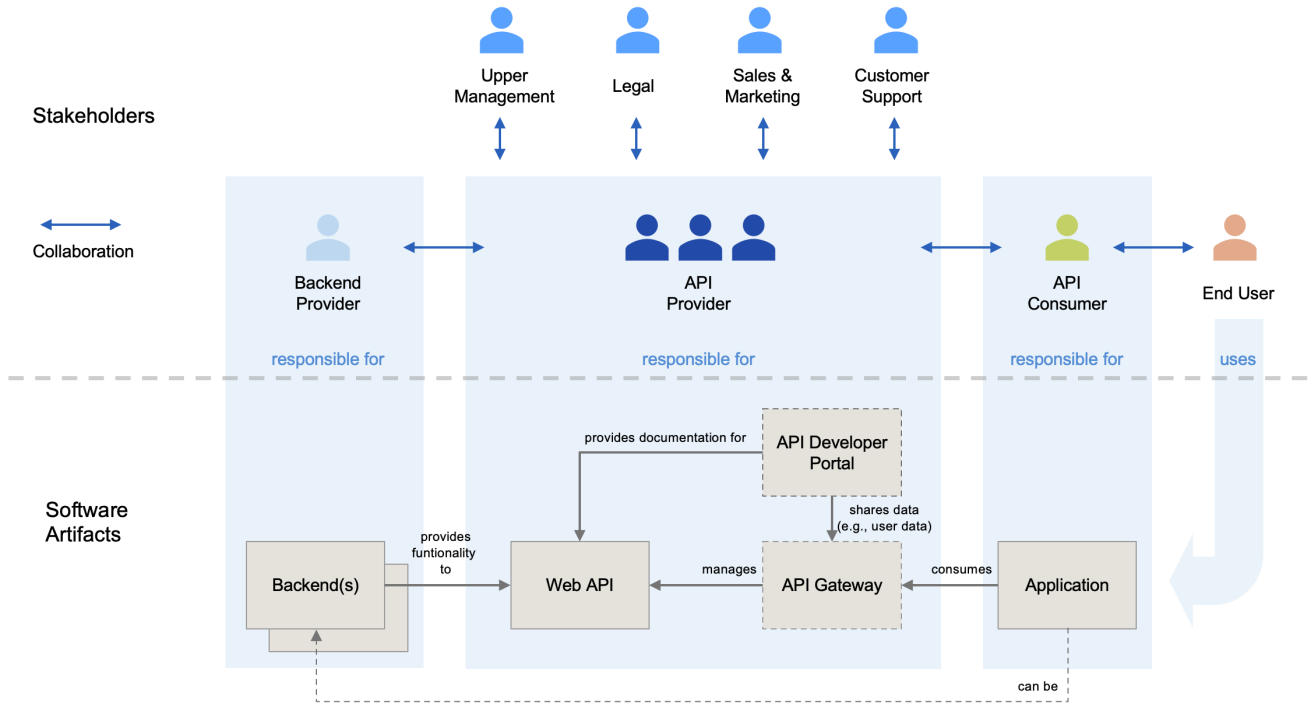 Upper
Management
Legal
Sales &
Marketing
Customer
Support
Stakeholders
Collaboration
Backend
Provider
API
Provider
API
Consumer
End User
responsible for
responsible for
responsible for
uses
Software
Artifacts
provides documentation for
API Developer
Portal
shares data
(e.g., user data)
provides
funtionality
to
Backend(s)
Web API
manages
API Gateway
consumes
Application
can be